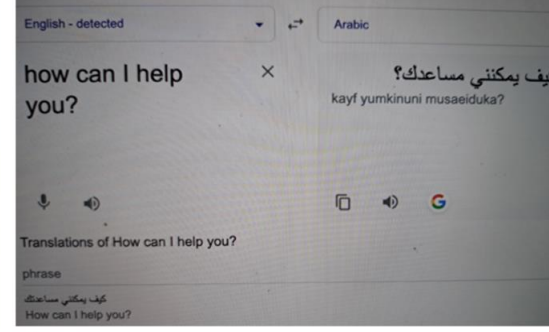 English - detected
Arabic
how can I help
you?
كيف يمكنني مساعدك؟
kayf yumkinuni musaeiduka?
Translations of How can I help you?
phrase
كيف يمكنني مساعدتك
How can I help you?